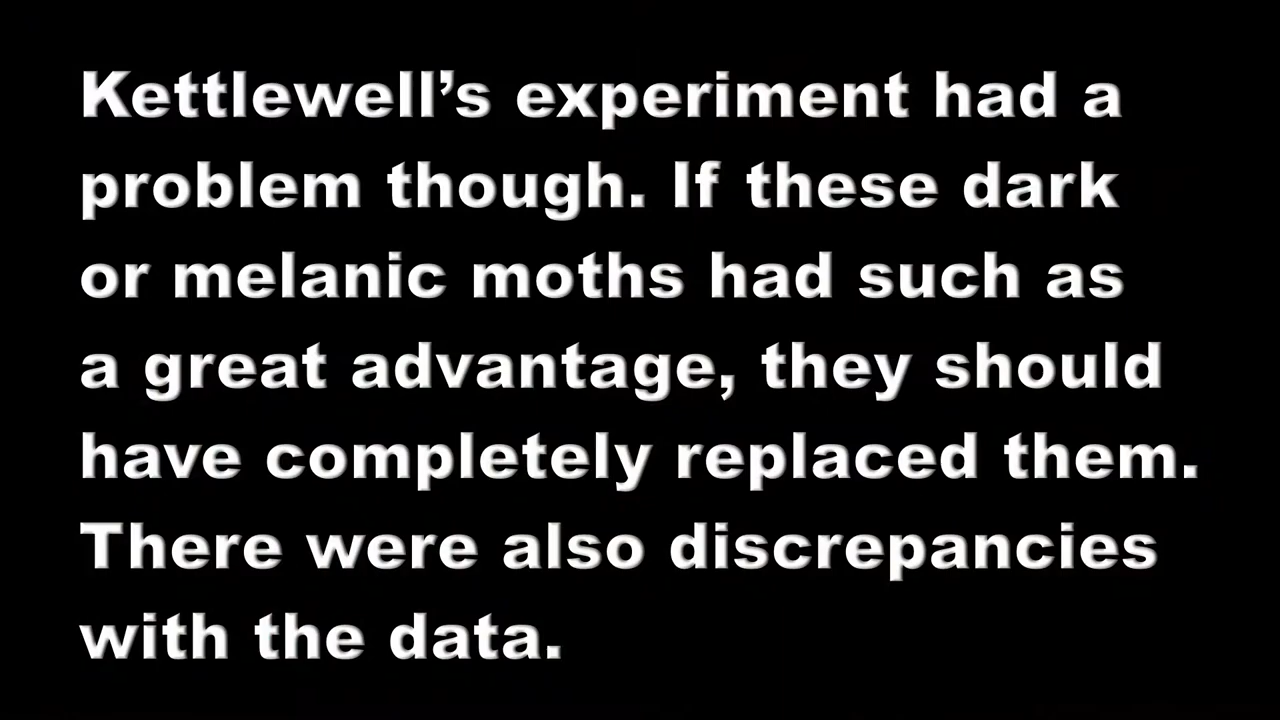 Kettlewell’s experiment had a
problem though. If these dark
or melanic moths had such as
a great advantage, they should
have completely replaced them.
There were also discrepancies
with the data.